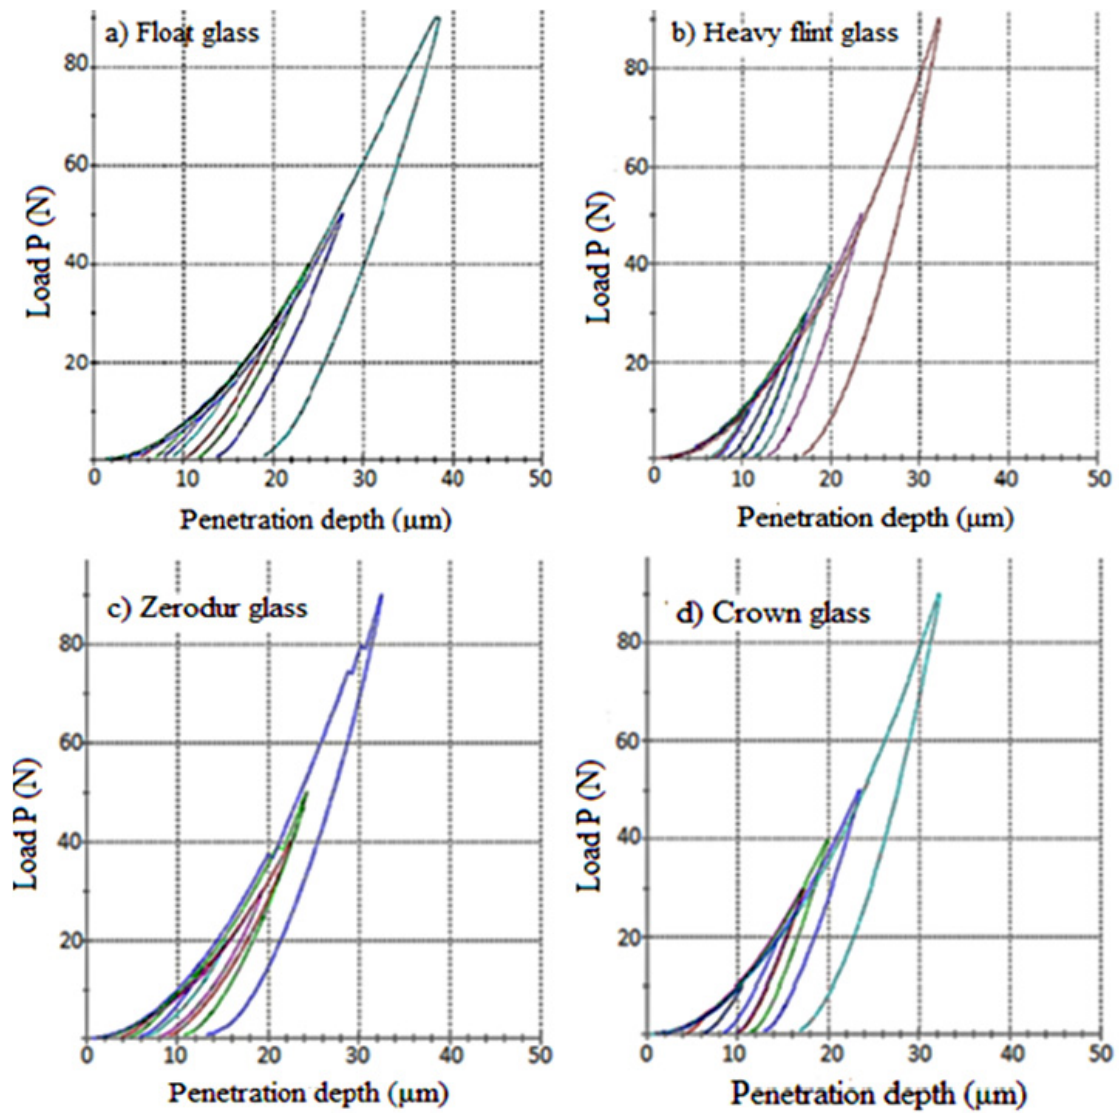 a) Float glass
80
60
40
20
Load P (N)
0 10 20 30 40 50
Penetration depth (μm)
b) Heavy flint glass
80
60
40
20
Load P (N)
0 10 20 30 40 50
Penetration depth (μm)
c) Zerodur glass
80
60
40
20
Load P (N)
0 10 20 30 40 50
Penetration depth (μm)
d) Crown glass
80
60
40
20
Load P (N)
0 10 20 30 40 50
Penetration depth (μm)